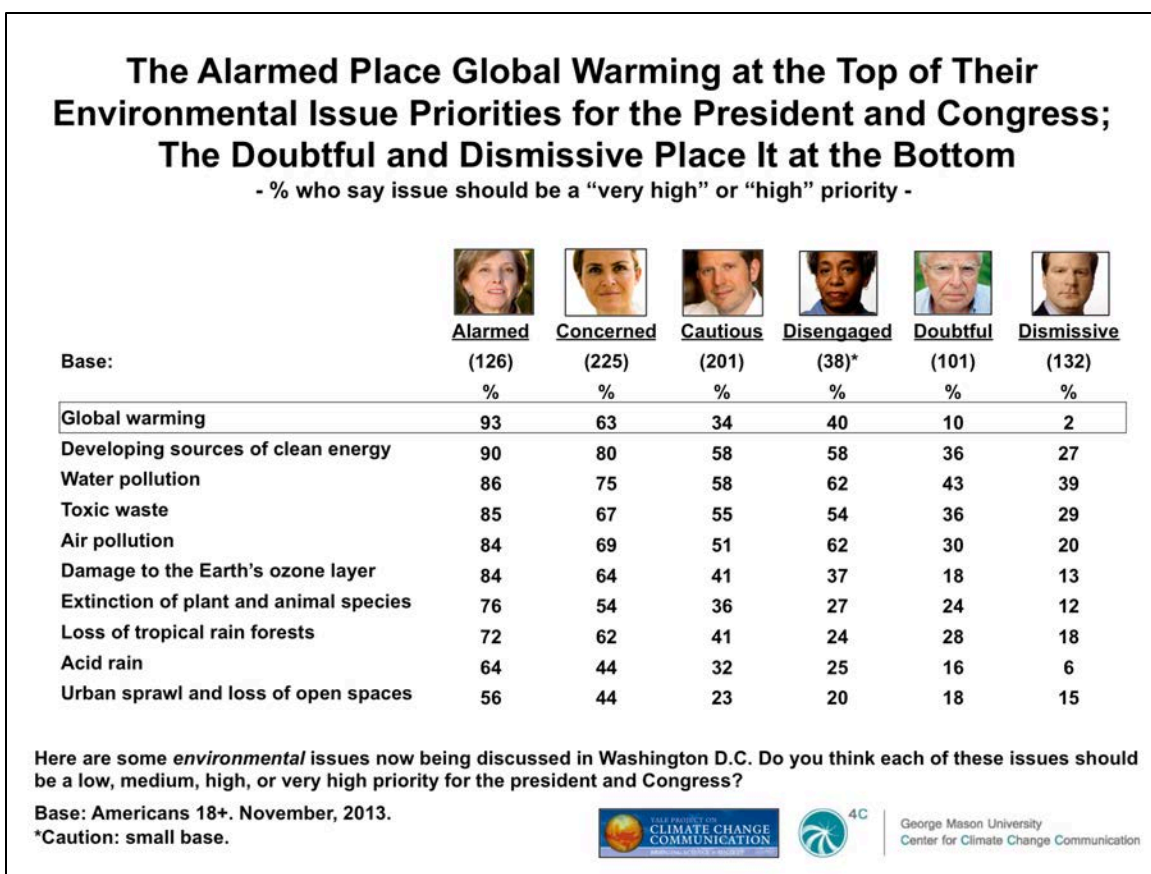 The Alarmed Place Global Warming at the Top of Their
Environmental Issue Priorities for the President and Congress;
The Doubtful and Dismissive Place It at the Bottom
- % who say issue should be a “very high” or “high” priority -
Alarmed Concerned Cautious Disengaged Doubtful Dismissive
Base: (126) (225) (201) (38)* (101) (132)
% % % % % %
Global warming 93 63 34 40 10 2
Developing sources of clean energy 90 80 58 58 36 27
Water pollution 86 75 58 62 43 39
Toxic waste 85 67 55 54 36 29
Air pollution 84 69 51 62 30 20
Damage to the Earth’s ozone layer 84 64 41 37 18 13
Extinction of plant and animal species 76 54 36 27 24 12
Loss of tropical rain forests 72 62 41 24 28 18
Acid rain 64 44 32 25 16 6
Urban sprawl and loss of open spaces 56 44 23 20 18 15
Here are some environmental issues now being discussed in Washington D.C. Do you think each of these issues should
be a low, medium, high, or very high priority for the president and Congress?
Base: Americans 18+. November, 2013.
*Caution: small base.
YALE PROJECT ON
CLIMATE CHANGE
COMMUNICATION
4C
George Mason University
Center for Climate Change Communication